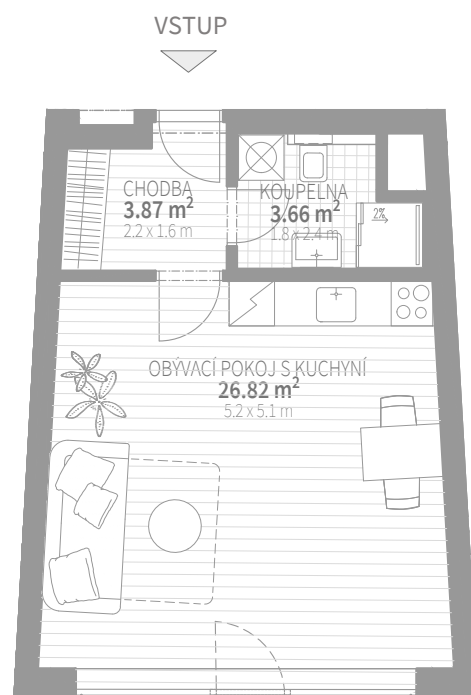 VSTUP
CHODBA
3.87 m²
2.2 x 1.6 m
KOUPELNA
3.66 m²
1.8 x 2.4 m
2%
OBÝVACÍ POKOJ S KUCHYNÍ
26.82 m²
5.2 x 5.1 m